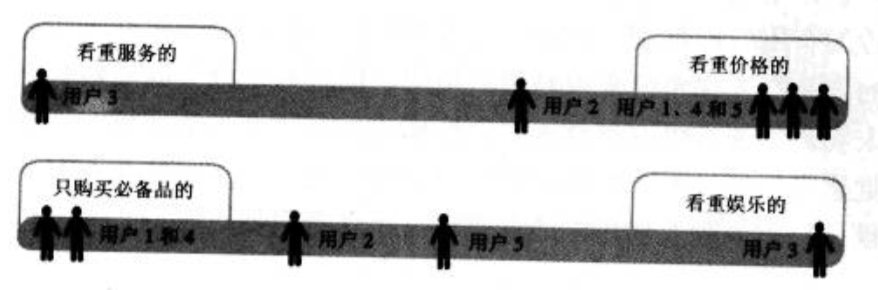 看重服务的
看重价格的
用户 3
用户 2
用户 1、4 和 5
只购买必备品的
看重娱乐的
用户 1 和 4
用户 2
用户 5
用户 3